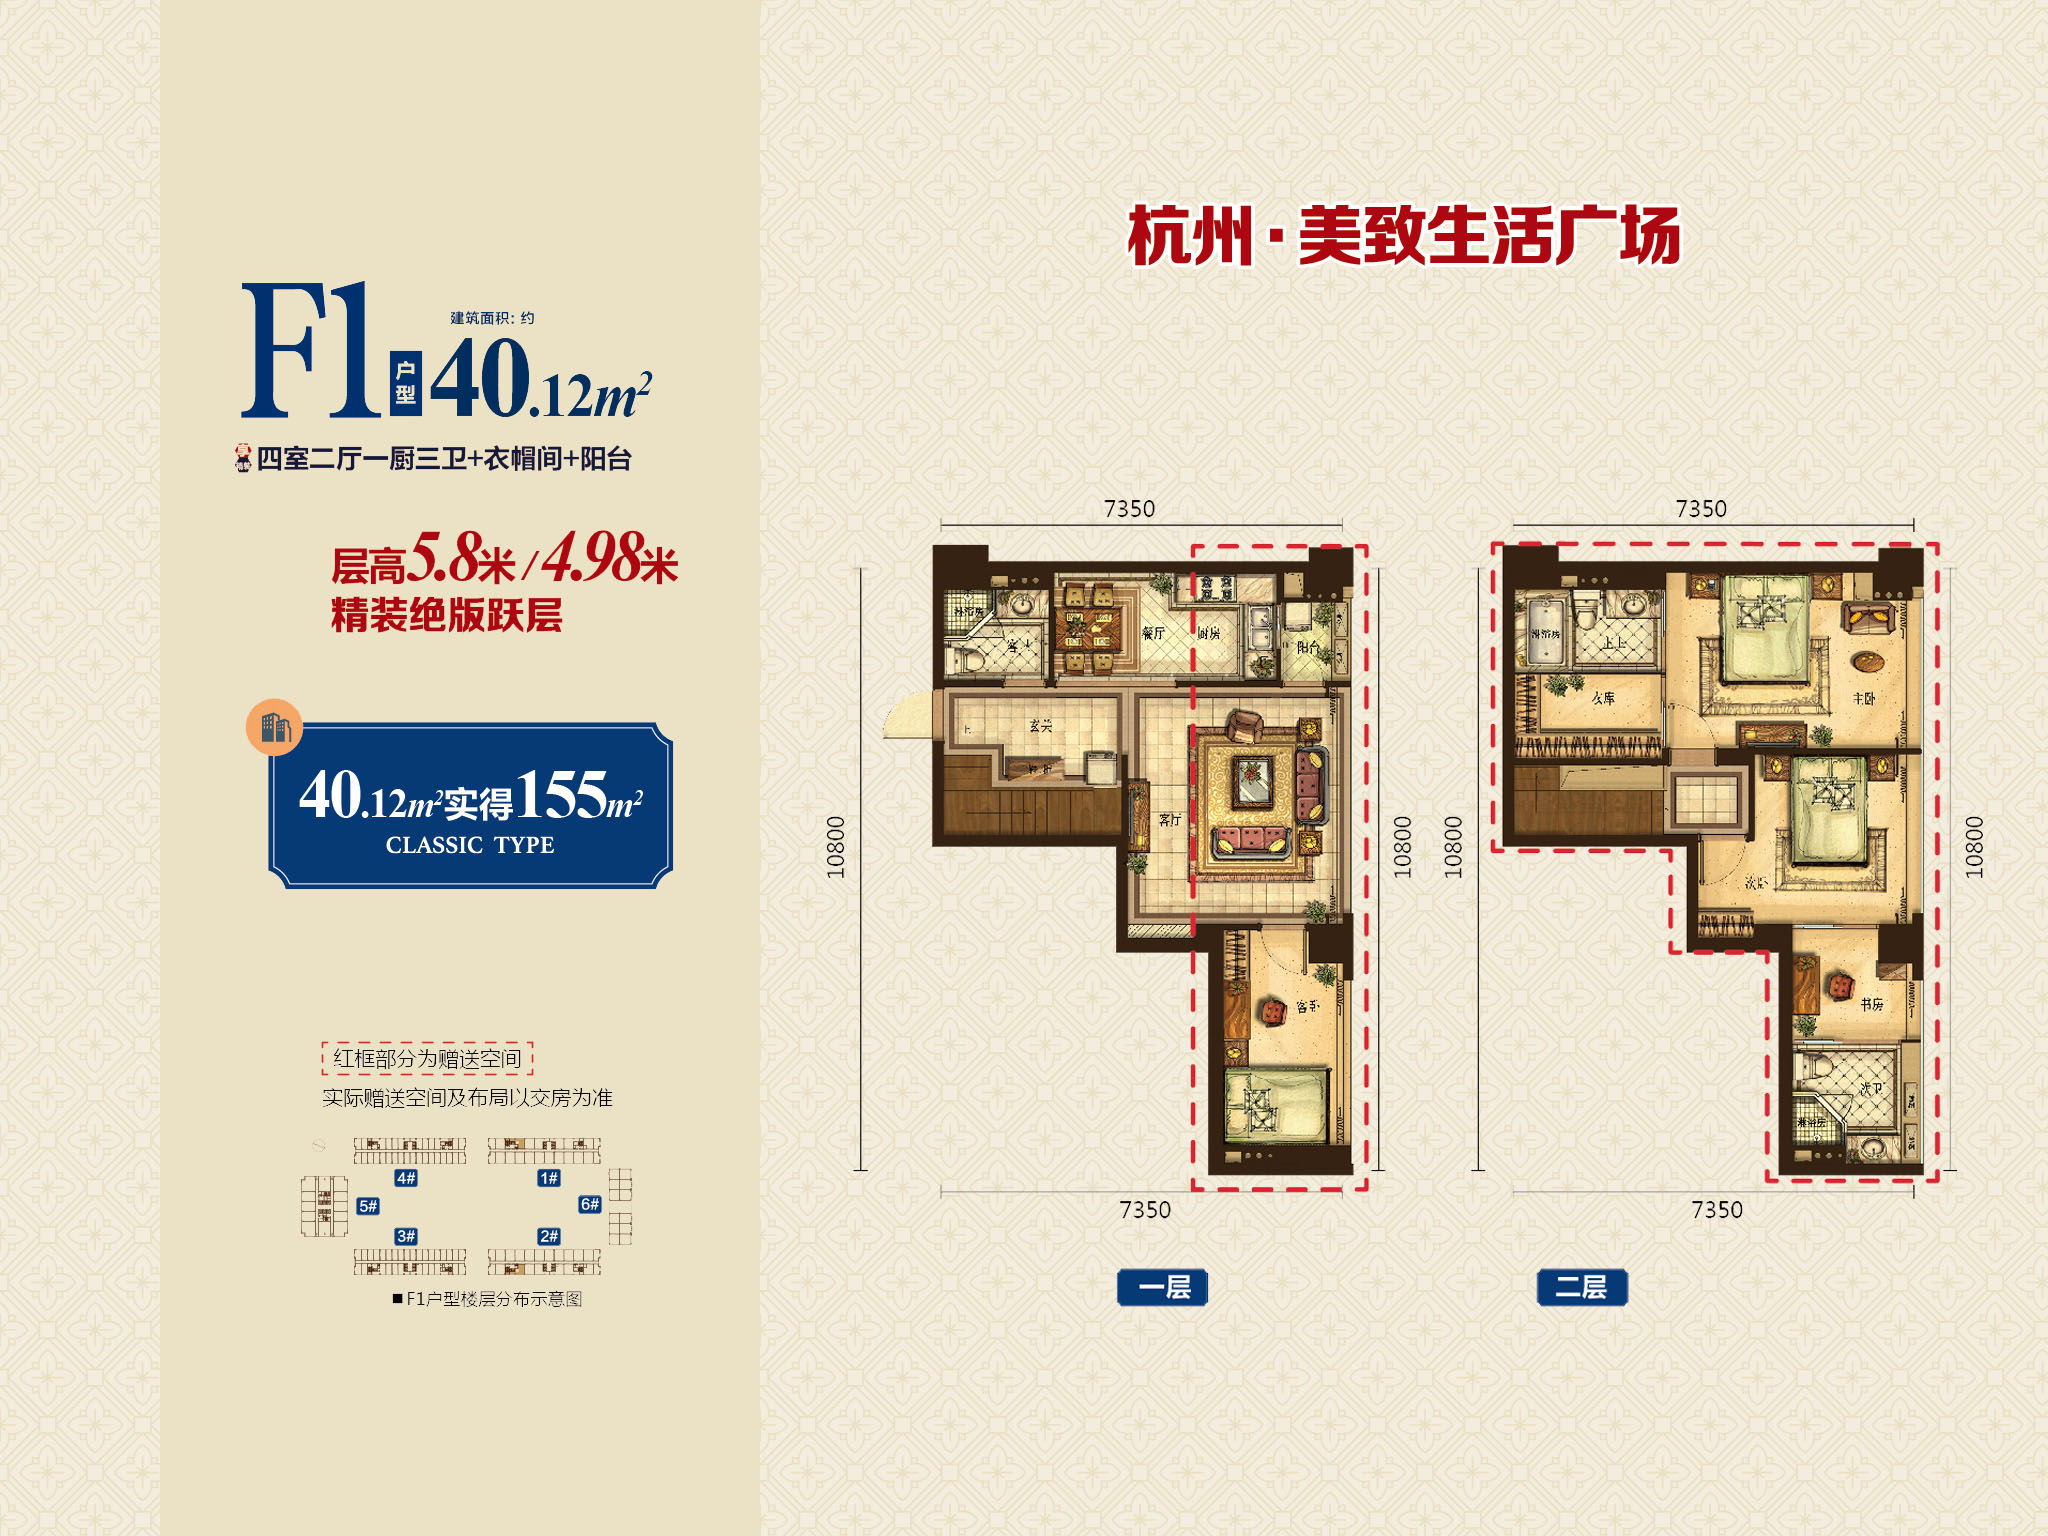 杭州·美致生活广场
F1
户型
建筑面积：约
40.12m²
四室二厅一厨三卫+衣帽间+阳台
层高5.8米/4.98米
精装绝版跃层
40.12m²实得155m²
CLASSIC TYPE
红框部分为赠送空间
实际赠送空间及布局以交房为准
4#
1#
5#
6#
3#
2#
■F1户型楼层分布示意图
7350
10800
10800
7350
淋浴房
餐厅
厨房
阳台
玄关
上
客厅
客卧
一层
7350
10800
10800
7350
淋浴房
衣库
主卧
次卧
书房
次卫
淋浴房
二层